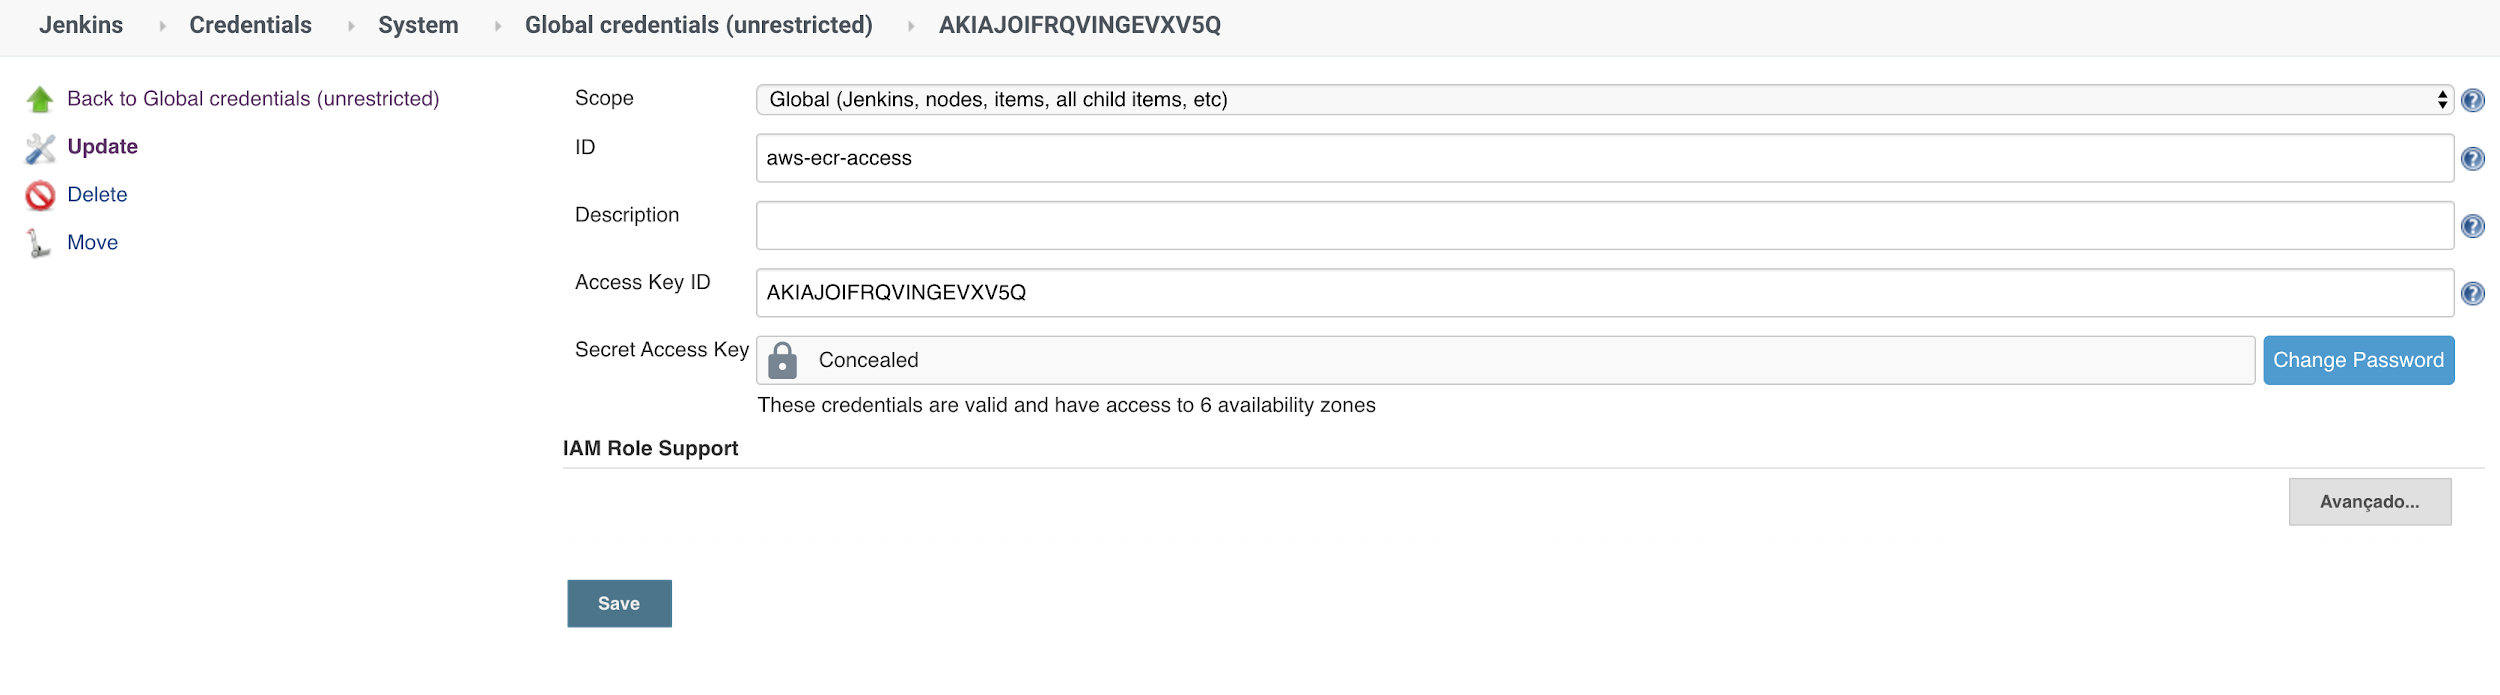 Jenkins Credentials System Global credentials (unrestricted) AKIAJOIFRQVINGEVXV5Q
Back to Global credentials (unrestricted)
Update
Delete
Move
Scope Global (Jenkins, nodes, items, all child items, etc)
ID aws-ecr-access
Description
Access Key ID AKIAJOIFRQVINGEVXV5Q
Secret Access Key Concealed Change Password
These credentials are valid and have access to 6 availability zones
IAM Role Support
Avançado...
Save